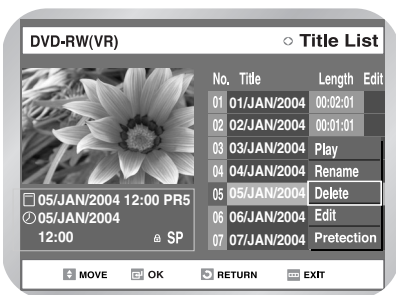 DVD-RW(VR) Title List
No. Title Length Edit
01 01/JAN/2004 00:02:01
02 02/JAN/2004 00:01:01
03 03/JAN/2004 Play
04 04/JAN/2004 Rename
05 05/JAN/2004 Delete
06 06/JAN/2004 Edit
07 07/JAN/2004 Pretection
05/JAN/2004 12:00 PR5
05/JAN/2004
12:00 SP
MOVE OK RETURN EXIT